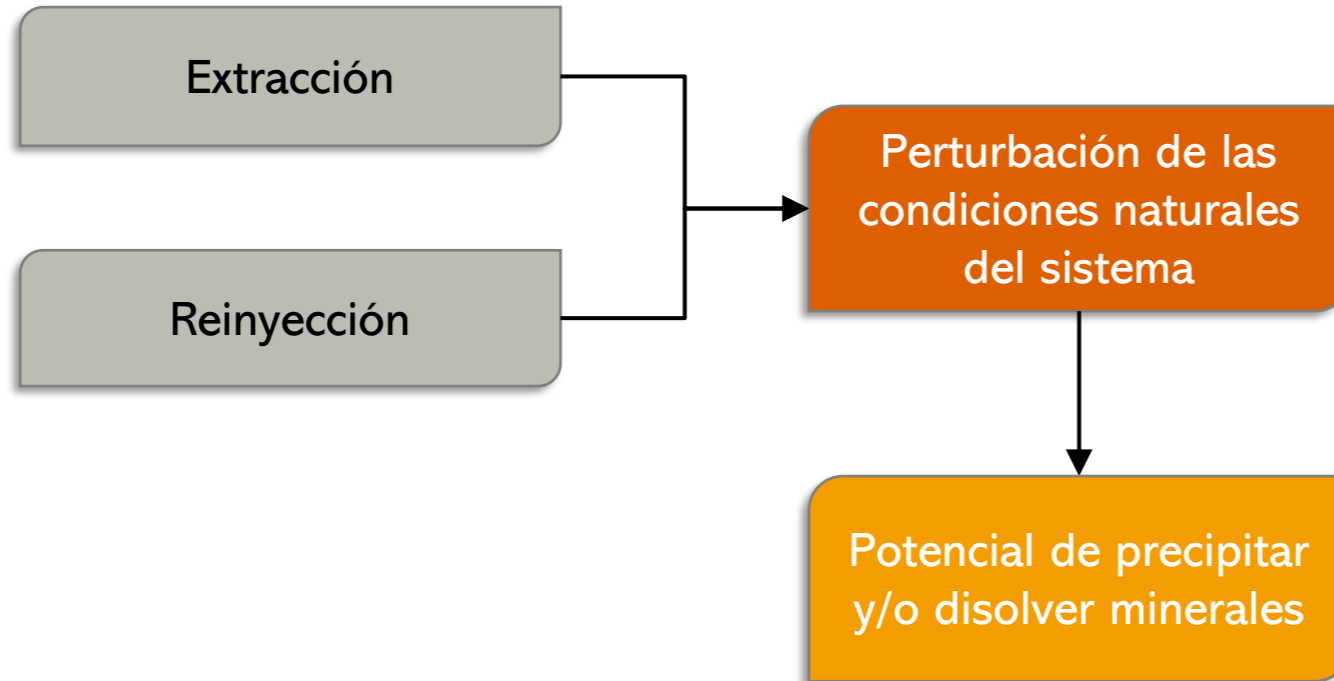 Extracción
Reinyección
Perturbación de las
condiciones naturales
del sistema
Potencial de precipitar
y/o disolver minerales